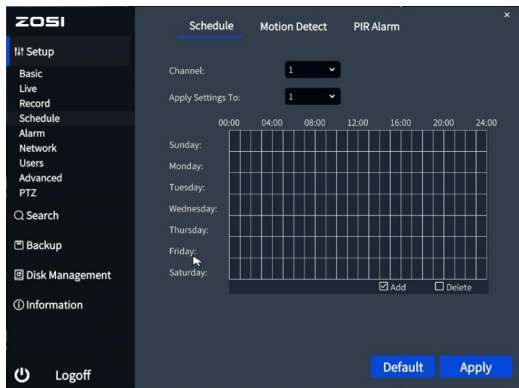 ZOSI
×
Schedule Motion Detect PIR Alarm
Setup
Basic
Live
Record
Schedule
Alarm
Network
Users
Advanced
PTZ
Search
Backup
Disk Management
Information
Logoff
Channel: 1
Apply Settings To: 1
00:00 04:00 08:00 12:00 16:00 20:00 24:00
Sunday:
Monday:
Tuesday:
Wednesday:
Thursday:
Friday:
Saturday:
Add Delete
Default Apply